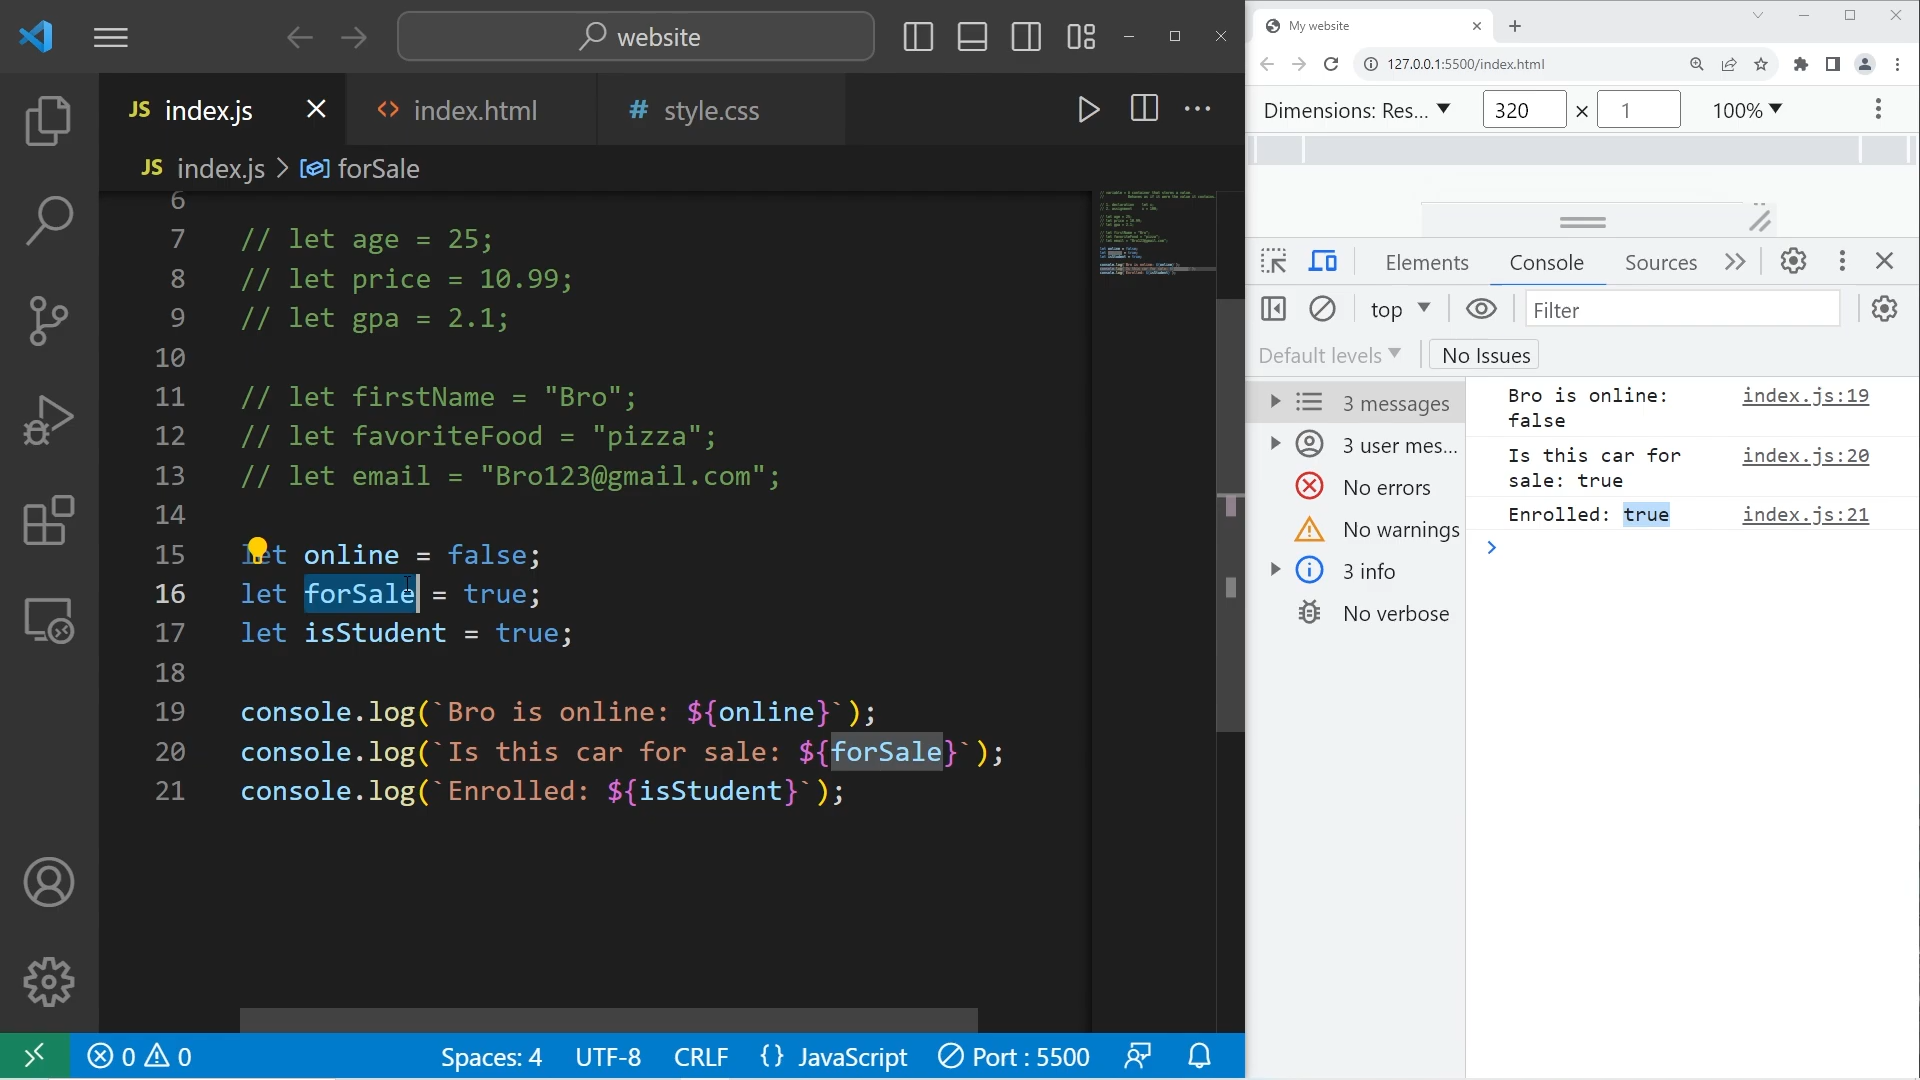 website
JS index.js
<> index.html
# style.css
JS index.js > forSale
6
7 // let age = 25;
8 // let price = 10.99;
9 // let gpa = 2.1;
10
11 // let firstName = "Bro";
12 // let favoriteFood = "pizza";
13 // let email = "Bro123@gmail.com";
14
15 let online = false;
16 let forSale = true;
17 let isStudent = true;
18
19 console.log(`Bro is online: ${online}`);
20 console.log(`Is this car for sale: ${forSale}`);
21 console.log(`Enrolled: ${isStudent}`);
0 0
Spaces: 4
UTF-8
CRLF
{} JavaScript
Port : 5500
My website
127.0.0.1:5500/index.html
Dimensions: Res...
320 × 1
100%
Elements
Console
Sources
top
Filter
Default levels
No Issues
3 messages
3 user mes...
No errors
No warnings
3 info
No verbose
Bro is online: index.js:19
false
Is this car for index.js:20
sale: true
Enrolled: true index.js:21